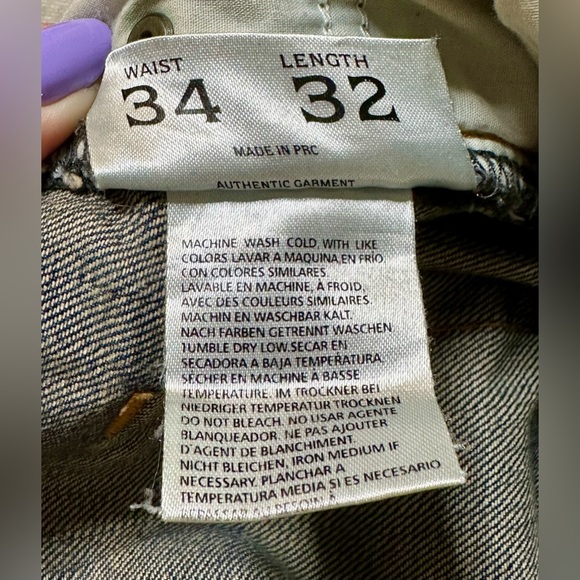 WAIST LENGTH
34 32
MADE IN PRC
AUTHENTIC GARMENT
MACHINE WASH COLD, WITH LIKE
COLORS LAVAR A MAQUINA,EN FRÍO
CON COLORES SIMILARES.
LAVABLE EN MACHINE, À FROID,
AVEC DES COULEURS SIMILAIRES.
MACHIN EN WASCHBAR KALT.
NACH FARBEN GETRENNT WASCHEN
TUMBLE DRY LOW.SECAR EN
SECADORA A BAJA TEMPERATURA.
SÉCHER EN MACHINE À BASSE
TEMPERATURE. IM TROCKNER BEI
NIEDRIGER TEMPERATUR TROCKNEN
DO NOT BLEACH. NO USAR AGENTE
BLANQUEADOR. NE PAS AJOUTER
D'AGENT DE BLANCHIMENT.
NICHT BLEICHEN, IRON MEDIUM IF
NECESSARY. PLANCHAR A
TEMPERATURA MEDIA SI ES NECESARIO